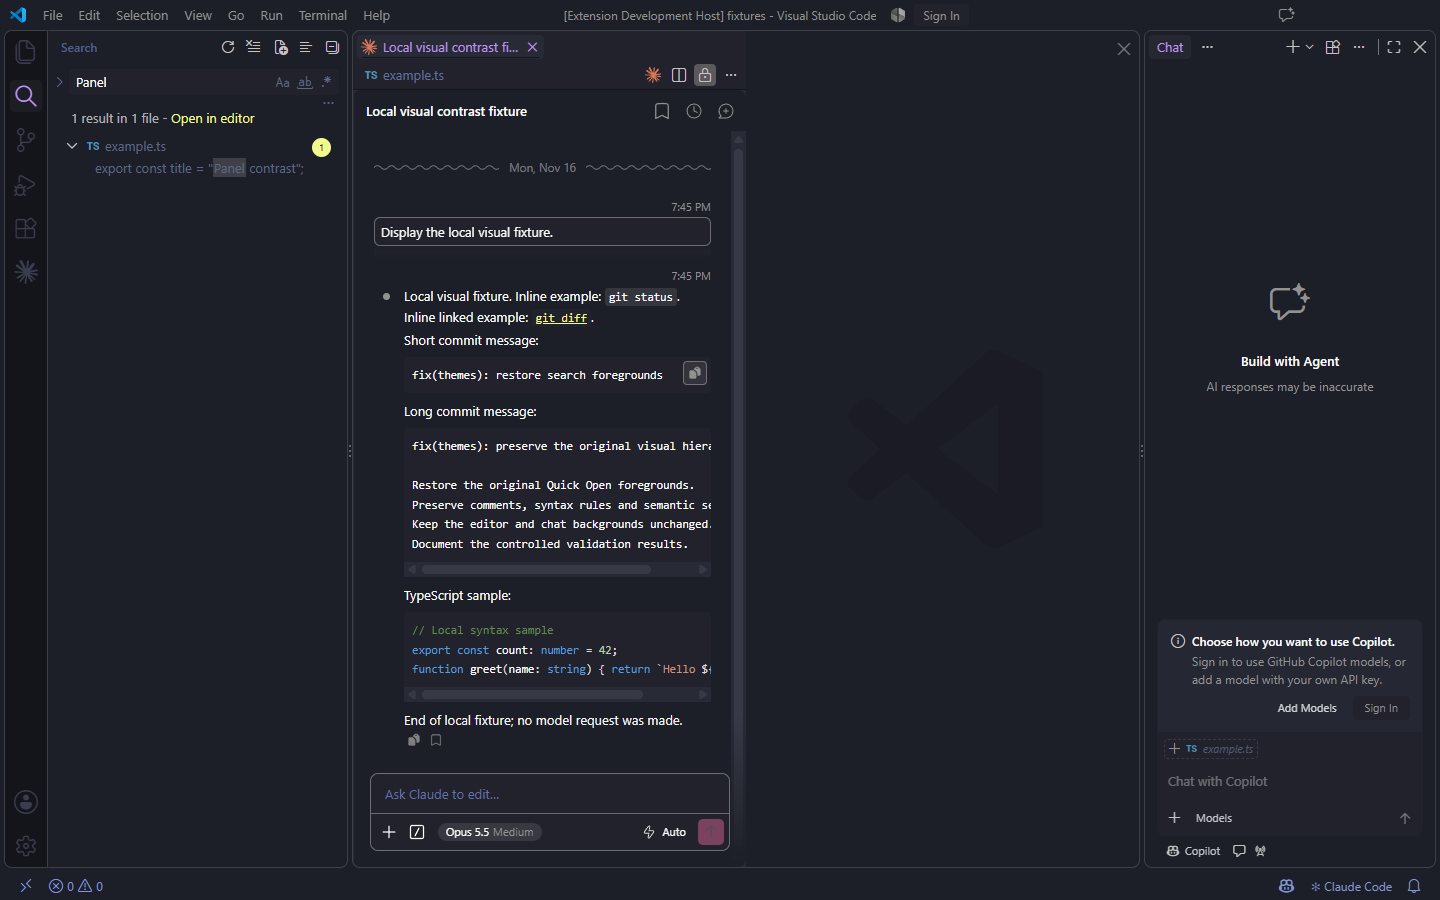 File Edit Selection View Go Run Terminal Help
[Extension Development Host] fixtures - Visual Studio Code
Sign In
Search
Panel
Aa ab .*
1 result in 1 file - Open in editor
TS example.ts
1
export const title = "Panel contrast";
Local visual contrast fi...
TS example.ts
Local visual contrast fixture
Mon, Nov 16
7:45 PM
Display the local visual fixture.
7:45 PM
Local visual fixture. Inline example: git status.
Inline linked example: git diff.
Short commit message:
fix(themes): restore search foregrounds
Long commit message:
fix(themes): preserve the original visual hiera
Restore the original Quick Open foregrounds.
Preserve comments, syntax rules and semantic se
Keep the editor and chat backgrounds unchanged.
Document the controlled validation results.
TypeScript sample:
// Local syntax sample
export const count: number = 42;
function greet(name: string) { return `Hello ${
End of local fixture; no model request was made.
Ask Claude to edit...
Opus 5.5 Medium
Auto
Chat
Build with Agent
AI responses may be inaccurate
Choose how you want to use Copilot.
Sign in to use GitHub Copilot models, or
add a model with your own API key.
Add Models Sign In
TS example.ts
Chat with Copilot
Models
Copilot
0 0
Claude Code